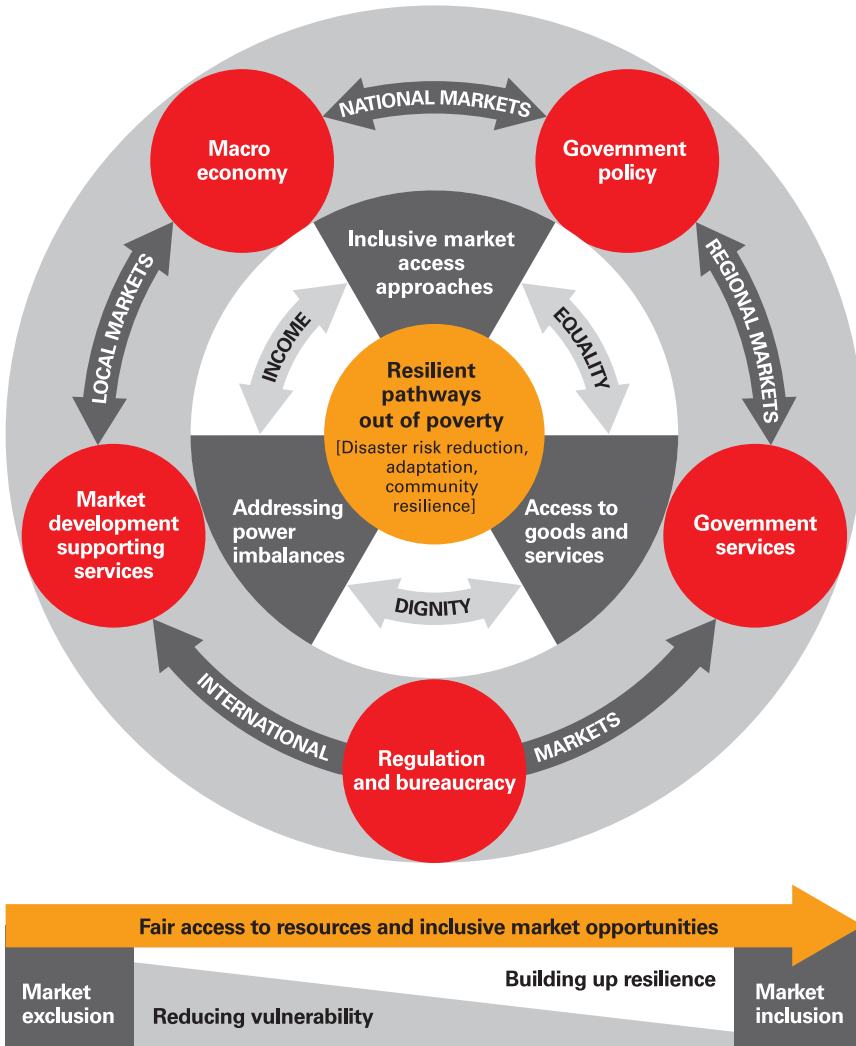 NATIONAL MARKETS
Macro
economy
Government
policy
Inclusive market
access
approaches
LOCAL MARKETS
REGIONAL MARKETS
INCOME
EQUALITY
Resilient
pathways
out of poverty
[Disaster risk reduction,
adaptation,
community
resilience]
Market
development
supporting
services
Addressing
power
imbalances
Access to
goods and
services
Government
services
DIGNITY
INTERNATIONAL
MARKETS
Regulation
and bureaucracy
Fair access to resources and inclusive market opportunities
Market
exclusion
Reducing vulnerability
Building up resilience
Market
inclusion